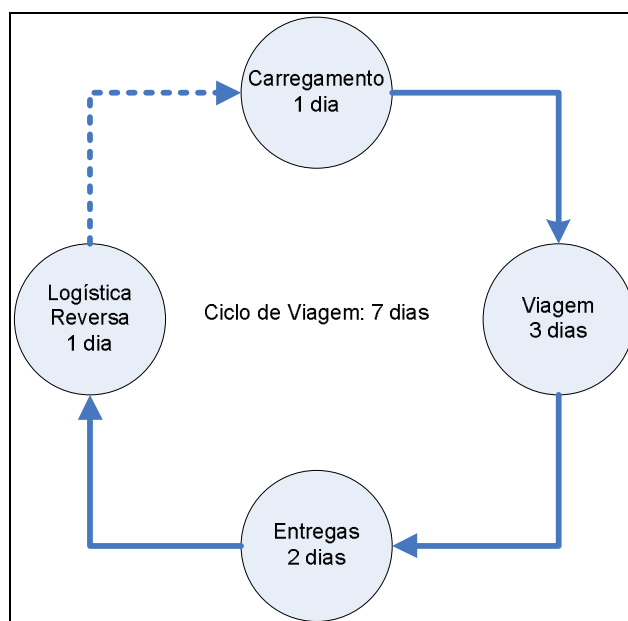 Carregamento
1 dia
Logística
Reversa
1 dia
Ciclo de Viagem: 7 dias
Viagem
3 dias
Entregas
2 dias